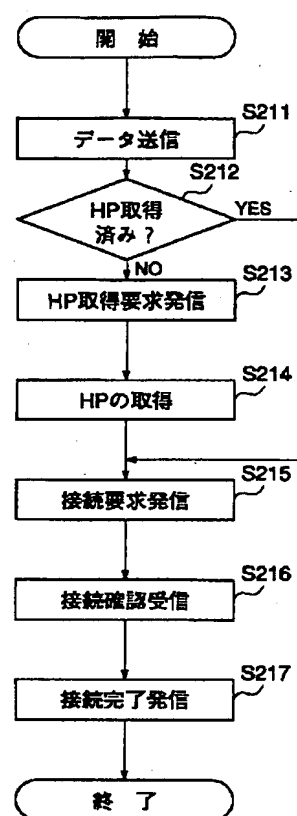 開 始
S211
データ送信
S212
HP取得
済み？
YES
NO
S213
HP取得要求発信
S214
HPの取得
S215
接続要求発信
S216
接続確認受信
S217
接続完了発信
終 了